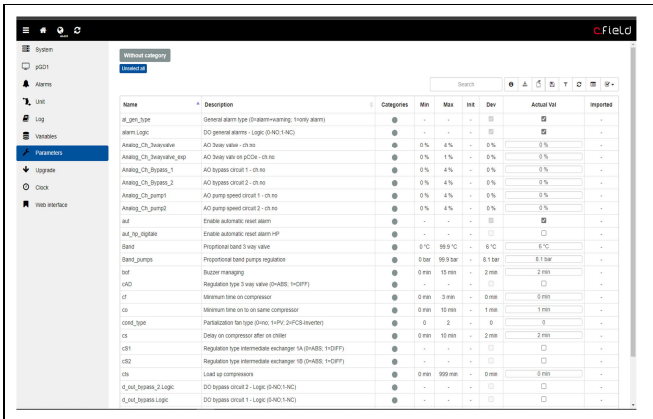 cField
System
pGD1
Alarms
Unit
Log
Variables
Parameters
Upgrade
Clock
Web interface
Without category
Unselect all
Search
Name Description Categories Min Max Init Dev Actual Val Imported
al_gen_type General alarm type (0=alarm+warning; 1=only alarm) - - - -
alarm.Logic DO general alarms - Logic (0-NO;1-NC) - - - -
Analog_Ch_3wayvalve AO 3way valve - ch.no 0 % 4 % - 0 % 0 % -
Analog_Ch_3wayvalve_exp AO 3way valv on pCOe - ch.no 0 % 1 % - 0 % 0 % -
Analog_Ch_Bypass_1 AO bypass circuit 1 - ch.no 0 % 4 % - 0 % 0 % -
Analog_Ch_Bypass_2 AO bypass circuit 2 - ch.no 0 % 4 % - 0 % 0 % -
Analog_Ch_pump1 AO pump speed circuit 1 - ch.no 0 % 4 % - 0 % 0 % -
Analog_Ch_pump2 AO pump speed circuit 2 - ch.no 0 % 4 % - 0 % 0 % -
aut Enable automatic reset alarm - - - -
aut_hp_digitale Enable automatic reset alarm HP - - - -
Band Proprtional band 3 way valve 0 °C 99.9 °C - 6 °C 6 °C -
Band_pumps Proportional band pumps regulation 0 bar 99.9 bar - 8.1 bar 8.1 bar -
bof Buzzer managing 0 min 15 min - 2 min 2 min -
cAD Regulation type 3 way valve (0=ABS; 1=DIFF) - - - -
cf Minimum time on compressor 0 min 3 min - 0 min 0 min -
co Minimum time on to on same compressor 0 min 10 min - 1 min 1 min -
cond_type Partialization fan type (0=no; 1=PV; 2=FCS-Inverter) 0 2 - 0 0 -
cs Delay on compressor after on chiller 0 min 10 min - 2 min 2 min -
cS1 Regulation type intermediate exchanger 1A (0=ABS; 1=DIFF) - - - -
cS2 Regulation type intermediate exchanger 1B (0=ABS; 1=DIFF) - - - -
cts Load up compressors 0 min 999 min - 0 min 0 min -
d_out_bypass_2.Logic DO bypass circuit 2 - Logic (0-NO;1-NC) - - - -
d_out_bypass.Logic DO bypass circuit 1 - Logic (0-NO;1-NC) - - - -